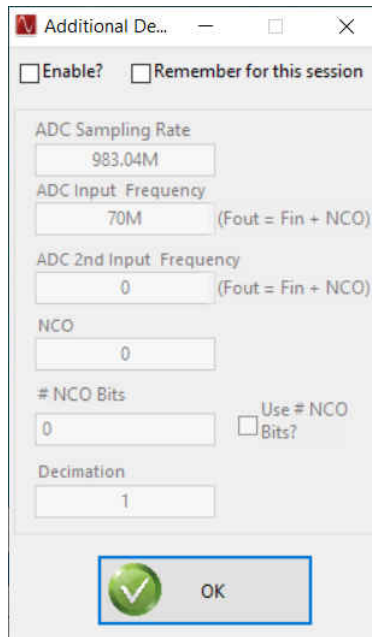 Additional De...
Enable? Remember for this session
ADC Sampling Rate
983.04M
ADC Input Frequency
70M (Fout = Fin + NCO)
ADC 2nd Input Frequency
0 (Fout = Fin + NCO)
NCO
0
# NCO Bits
0
Use # NCO
Bits?
Decimation
1
OK